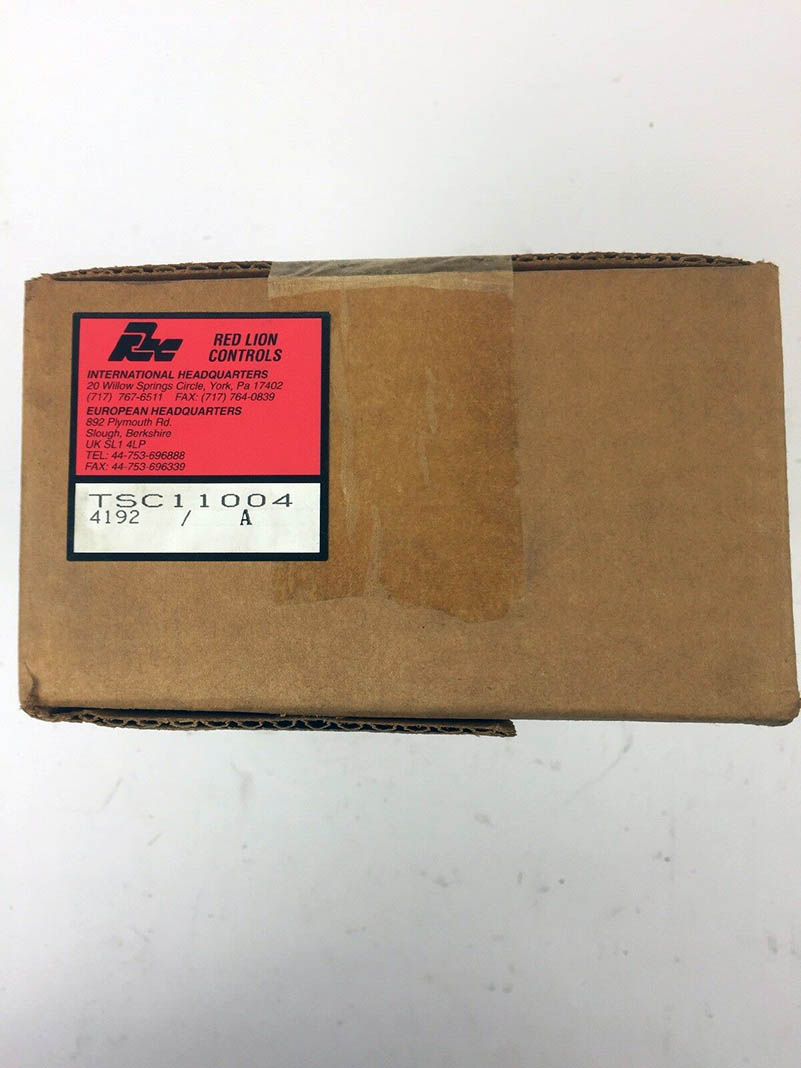 RLC
RED LION
CONTROLS
INTERNATIONAL HEADQUARTERS
20 Willow Springs Circle, York, Pa 17402
(717) 767-6511 FAX: (717) 764-0839
EUROPEAN HEADQUARTERS
892 Plymouth Rd.
Slough, Berkshire
UK SL1 4LP
TEL: 44-753-696888
FAX: 44-753-696339
TSC11004
4192 / A